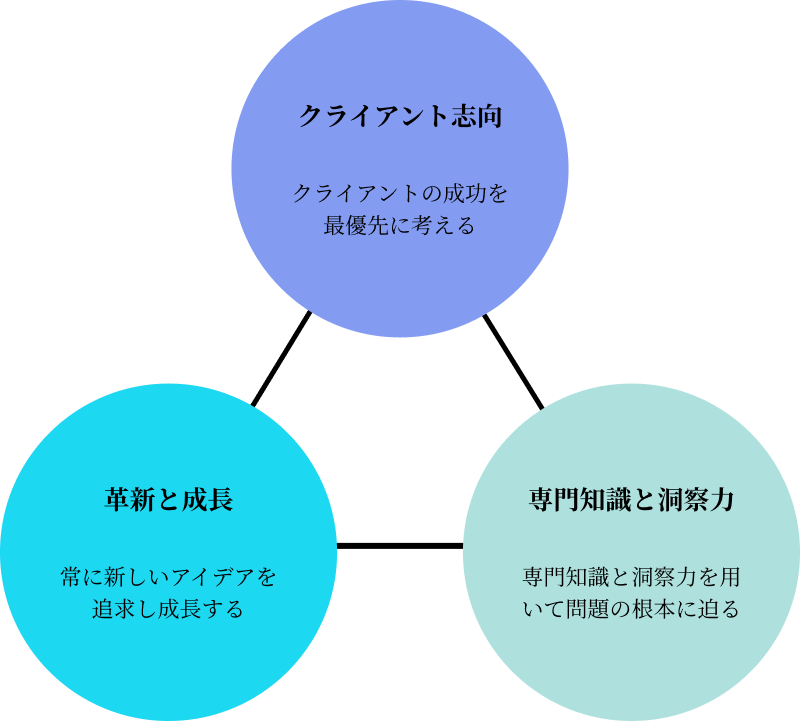 クライアント志向
クライアントの成功を
最優先に考える
革新と成長
常に新しいアイデアを
追求し成長する
専門知識と洞察力
専門知識と洞察力を用
いて問題の根本に迫る